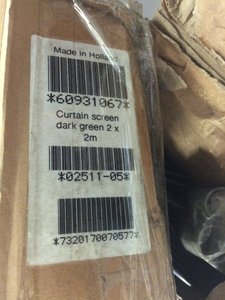 Made in Holland
*60931067*
Curtain screen
dark green 2 x
2m
*02511-05*
*7320170070577*